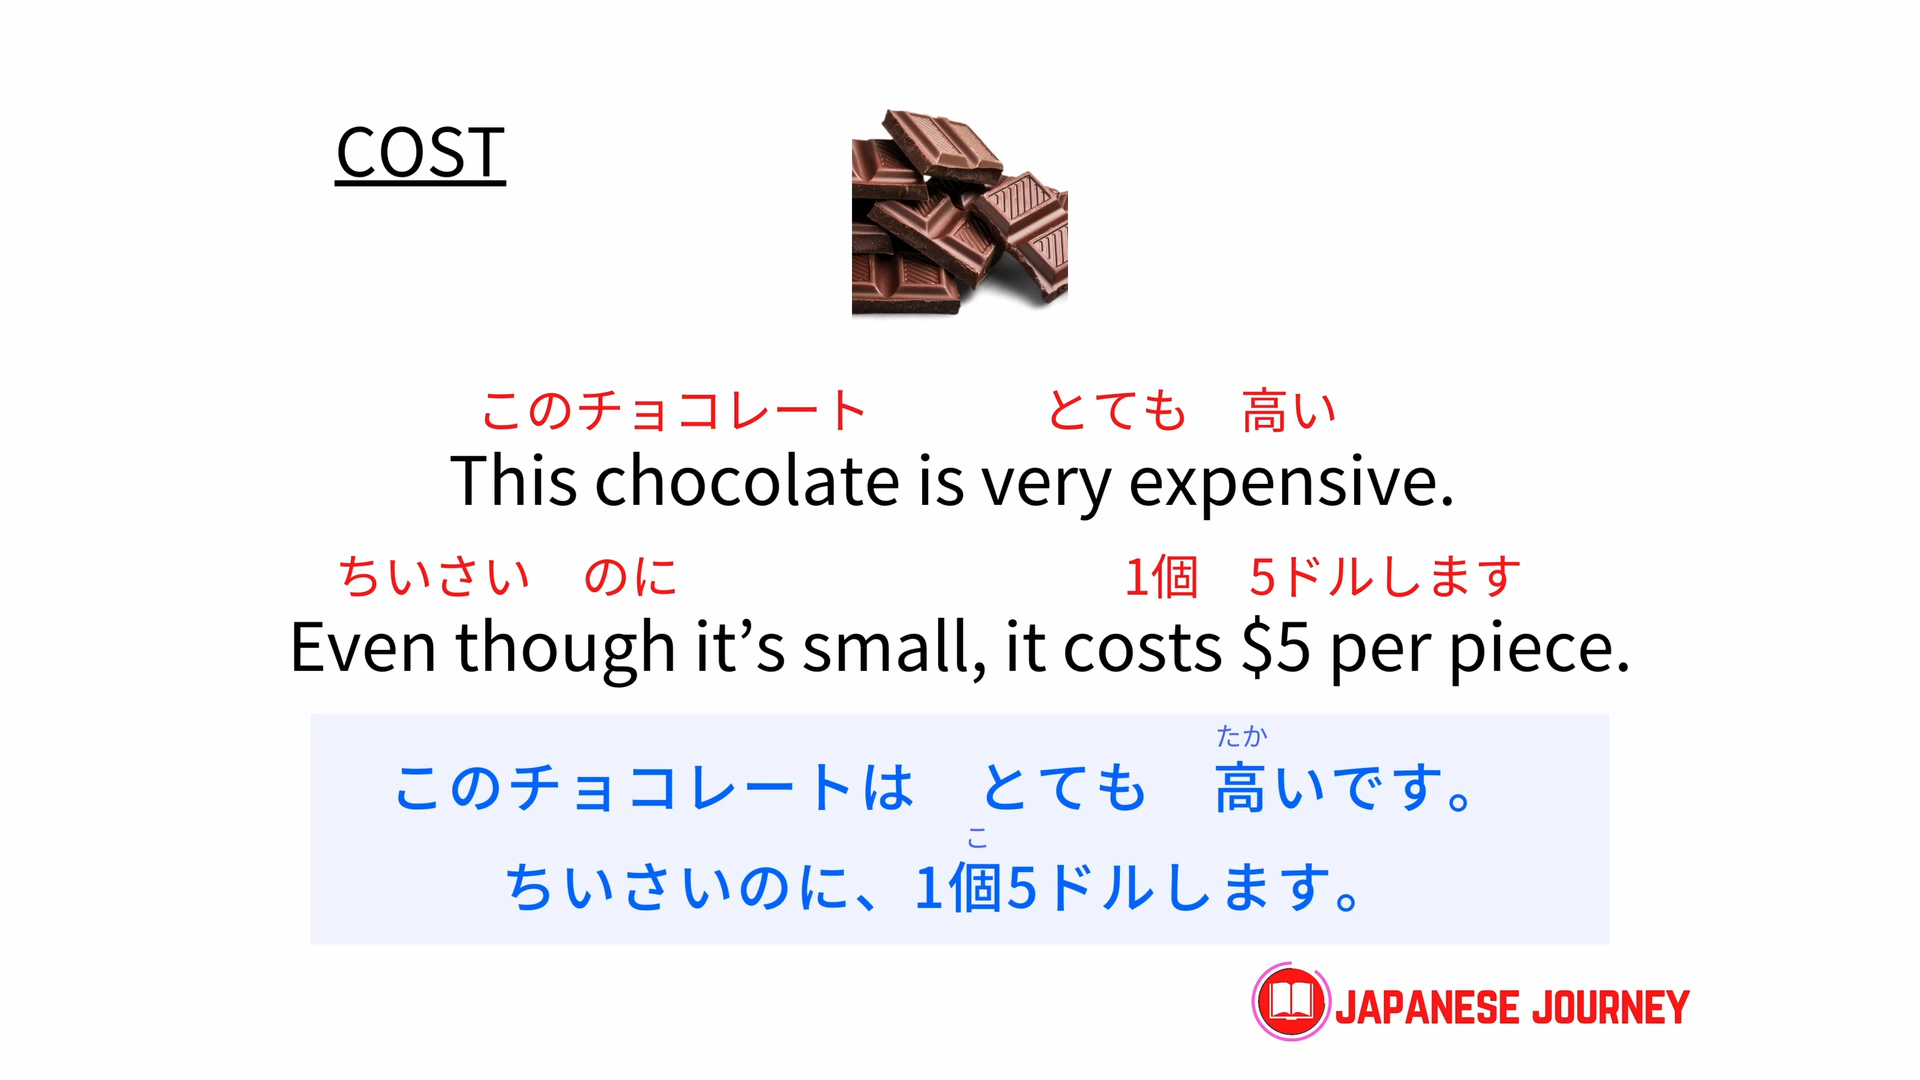 COST
このチョコレート　とても　高い
This chocolate is very expensive.
ちいさい　のに　1個　5ドルします
Even though it’s small, it costs $5 per piece.
たか
このチョコレートは　とても　高いです。
こ
ちいさいのに、1個5ドルします。
JAPANESE JOURNEY